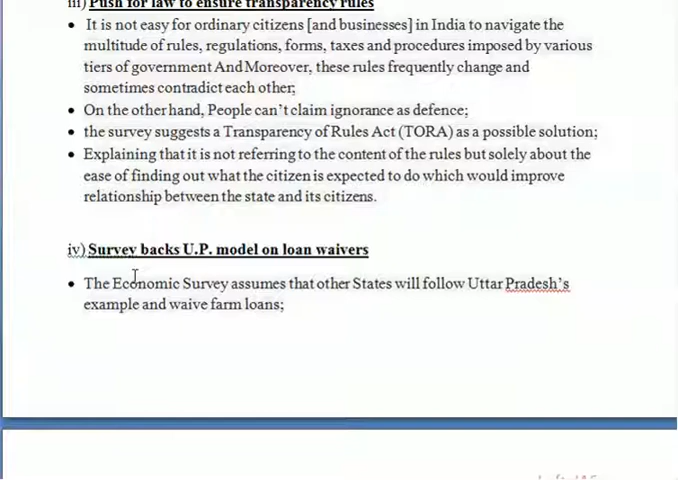 iii) Push for law to ensure transparency rules
• It is not easy for ordinary citizens [and businesses] in India to navigate the
multitude of rules, regulations, forms, taxes and procedures imposed by various
tiers of government And Moreover, these rules frequently change and
sometimes contradict each other;
• On the other hand, People can't claim ignorance as defence;
• the survey suggests a Transparency of Rules Act (TORA) as a possible solution;
• Explaining that it is not referring to the content of the rules but solely about the
ease of finding out what the citizen is expected to do which would improve
relationship between the state and its citizens.
iv) Survey backs U.P. model on loan waivers
• The Economic Survey assumes that other States will follow Uttar Pradesh's
example and waive farm loans;